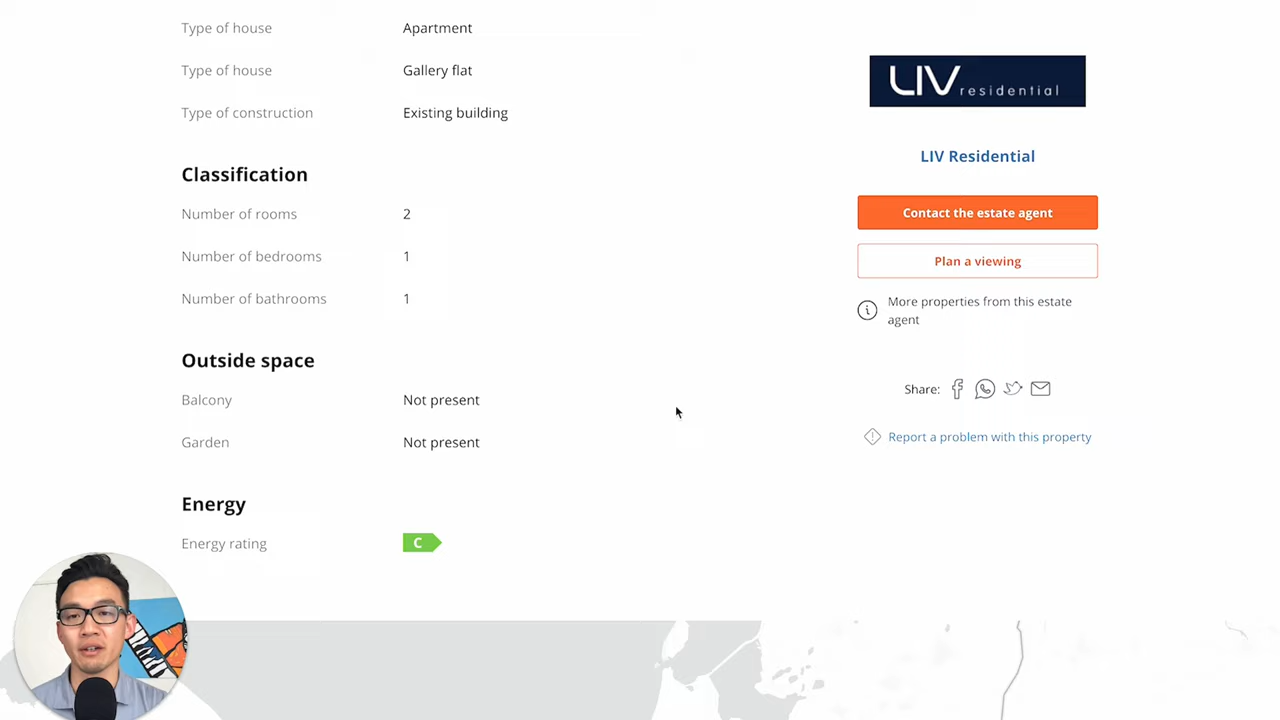 Type of house Apartment
Type of house Gallery flat
Type of construction Existing building
Classification
Number of rooms 2
Number of bedrooms 1
Number of bathrooms 1
Outside space
Balcony Not present
Garden Not present
Energy
Energy rating C
LIV residential
LIV Residential
Contact the estate agent
Plan a viewing
More properties from this estate
agent
Share:
Report a problem with this property